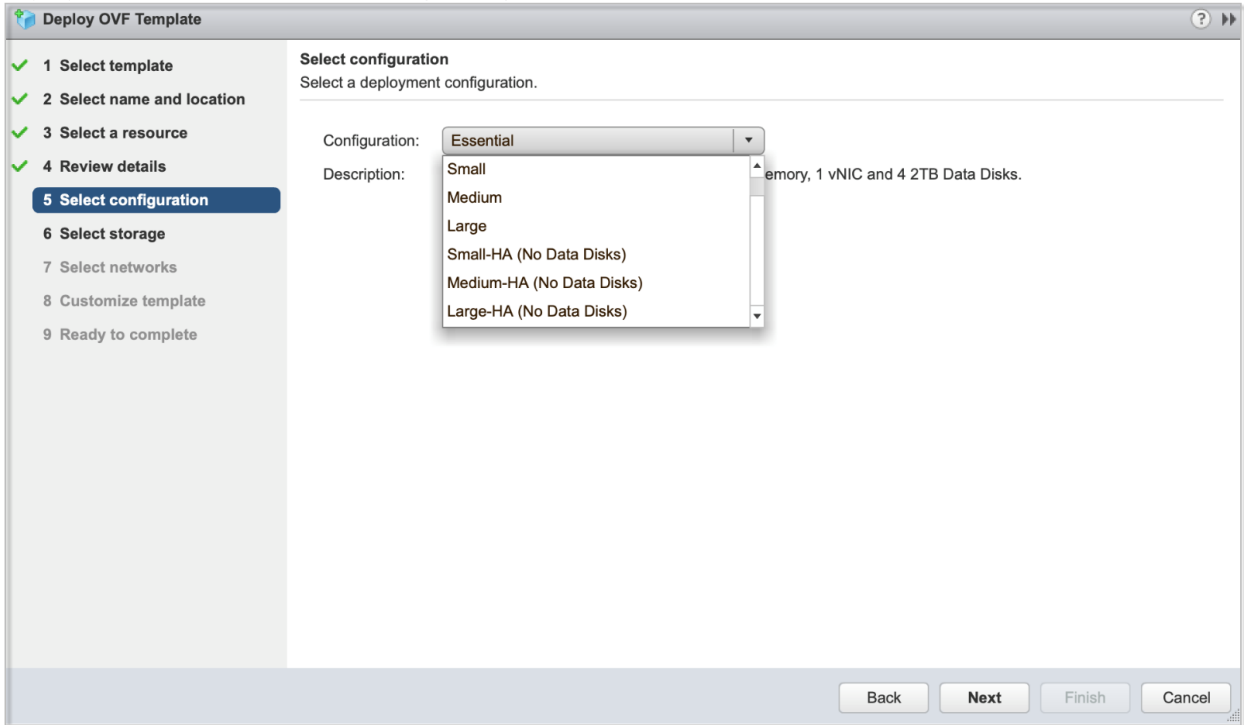 Deploy OVF Template
?
1 Select template
2 Select name and location
3 Select a resource
4 Review details
5 Select configuration
6 Select storage
7 Select networks
8 Customize template
9 Ready to complete
Select configuration
Select a deployment configuration.
Configuration: Essential
Description: emory, 1 vNIC and 4 2TB Data Disks.
Small
Medium
Large
Small-HA (No Data Disks)
Medium-HA (No Data Disks)
Large-HA (No Data Disks)
Back Next Finish Cancel